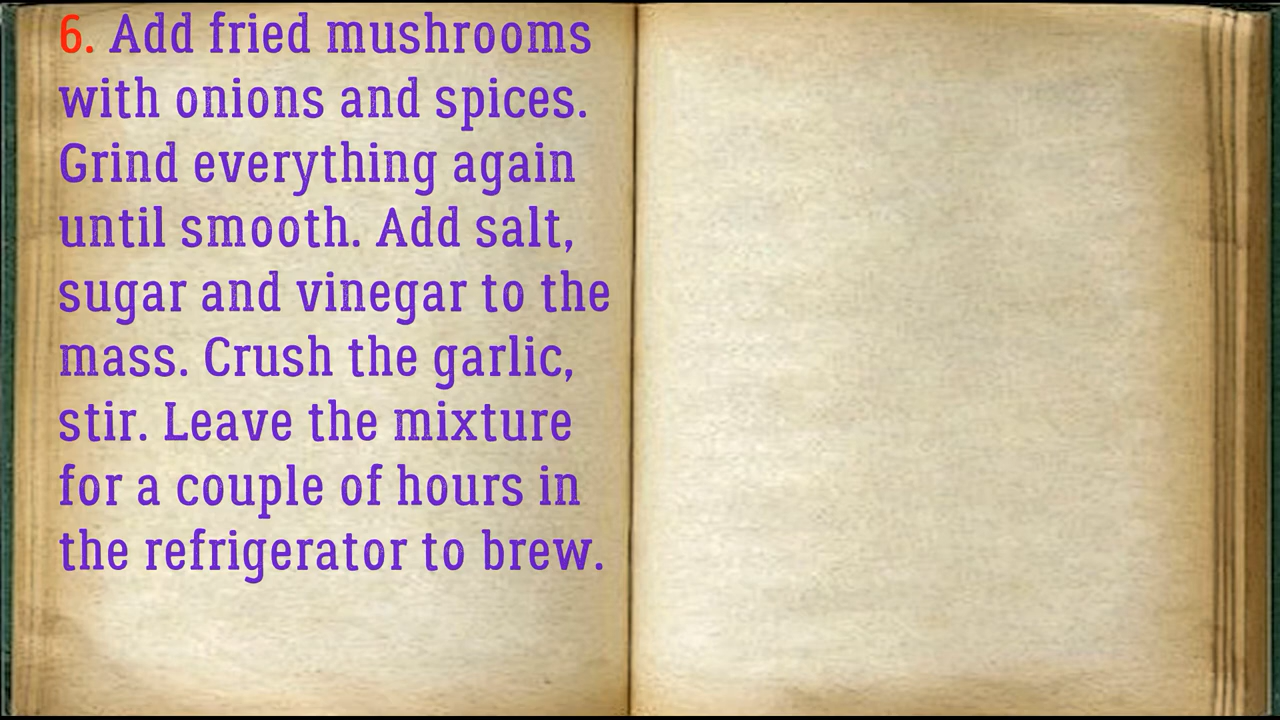 6. Add fried mushrooms
with onions and spices.
Grind everything again
until smooth. Add salt,
sugar and vinegar to the
mass. Crush the garlic,
stir. Leave the mixture
for a couple of hours in
the refrigerator to brew.